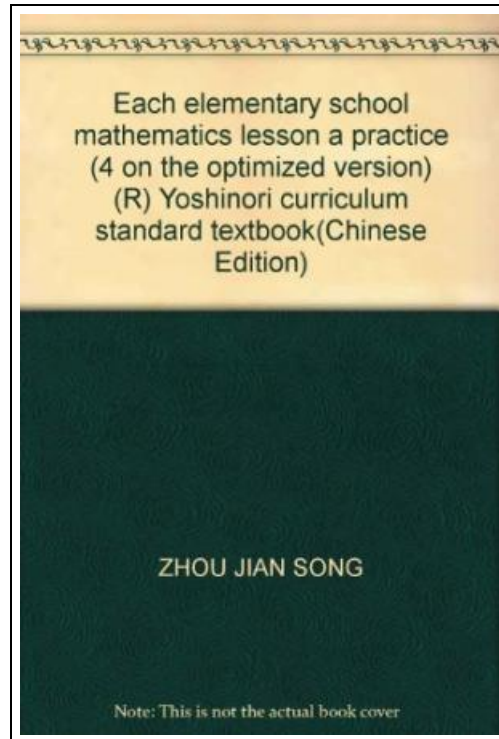 Each elementary school
mathematics lesson a practice
(4 on the optimized version)
(R) Yoshinori curriculum
standard textbook(Chinese
Edition)
ZHOU JIAN SONG
Note: This is not the actual book cover